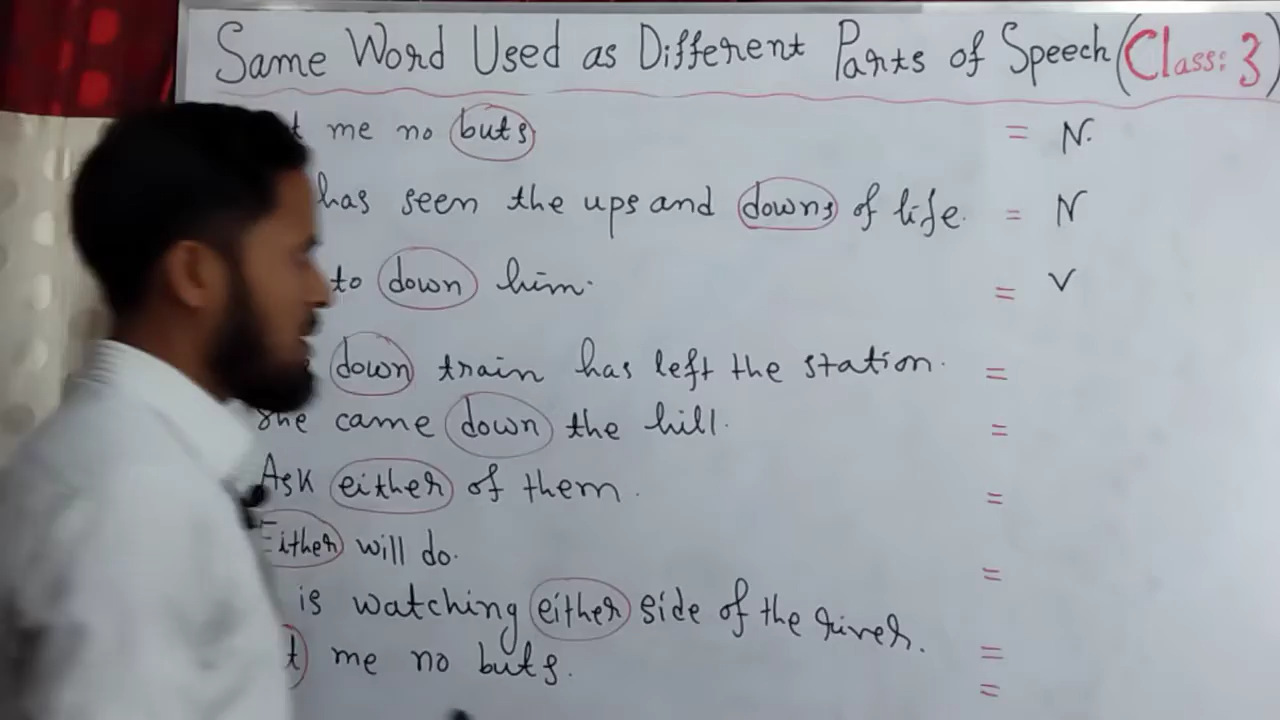 Same Word Used as Different Parts of Speech (Class: 3)
me no buts = N.
has seen the ups and downs of life. = N
to down him. = V
down train has left the station. =
She came down the hill. =
Ask either of them. =
Either will do. =
is watching either side of the river. =
me no buts. =